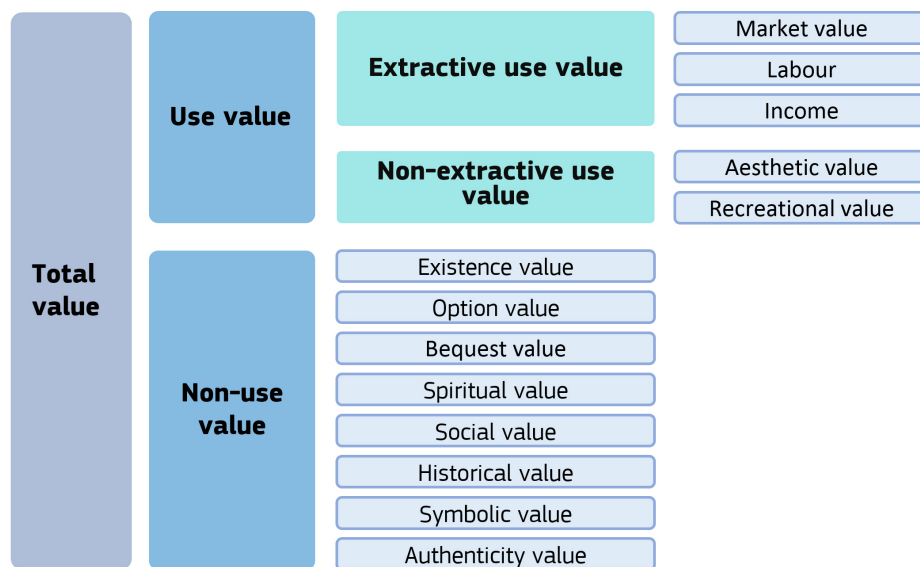 Total
value
Use value
Extractive use value
Market value
Labour
Income
Non-extractive use
value
Aesthetic value
Recreational value
Non-use
value
Existence value
Option value
Bequest value
Spiritual value
Social value
Historical value
Symbolic value
Authenticity value